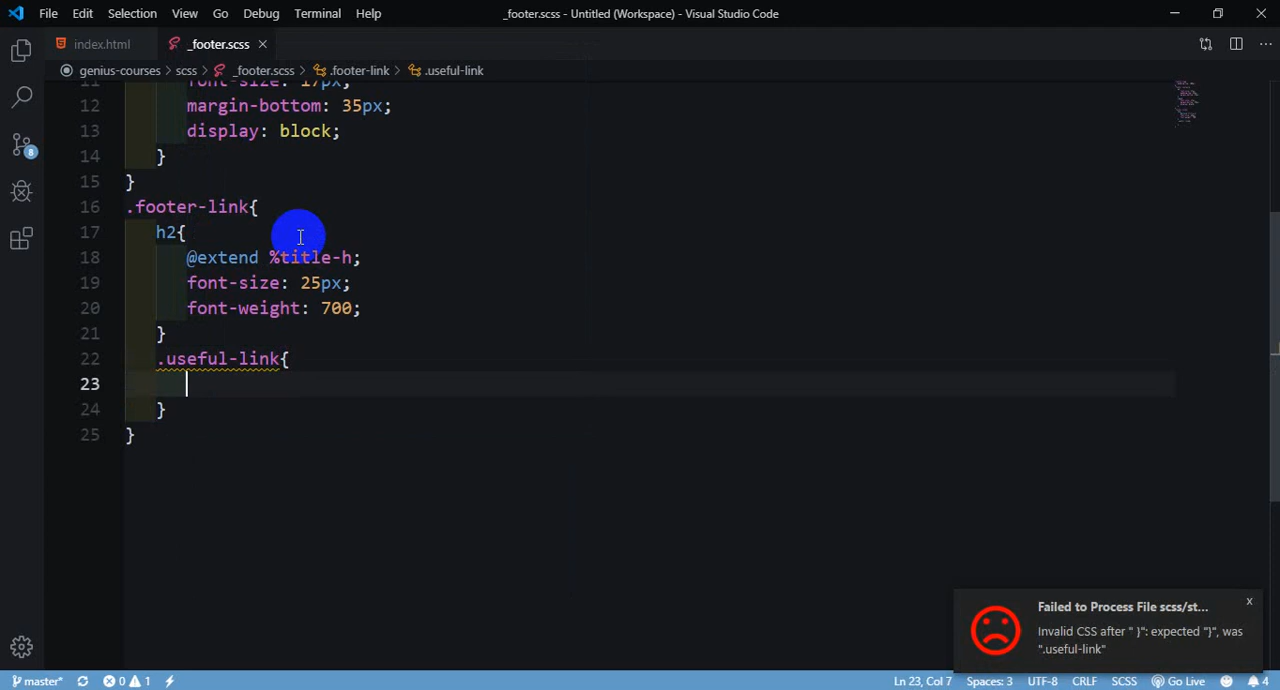 File Edit Selection View Go Debug Terminal Help _footer.scss - Untitled (Workspace) - Visual Studio Code
index.html _footer.scss
genius-courses > scss > _footer.scss > .footer-link > .useful-link
11 font-size: 17px;
12 margin-bottom: 35px;
13 display: block;
14 }
15 }
16 .footer-link{
17 h2{
18 @extend %title-h;
19 font-size: 25px;
20 font-weight: 700;
21 }
22 .useful-link{
23
24 }
25 }
8
Failed to Process File scss/st... x
Invalid CSS after " }": expected "}", was
".useful-link"
master* 0 1 Ln 23, Col 7 Spaces: 3 UTF-8 CRLF SCSS Go Live 4